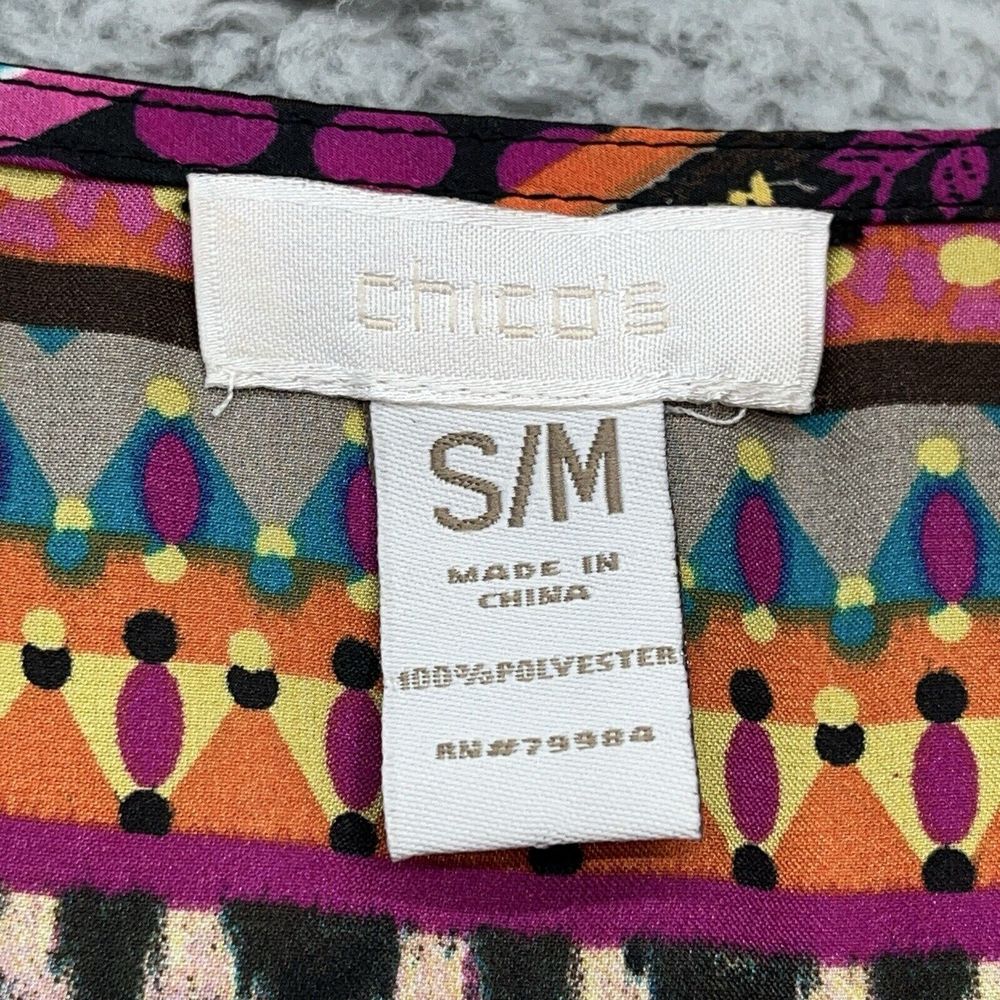 chico's
S/M
MADE IN
CHINA
100%POLYESTER
RN#79984